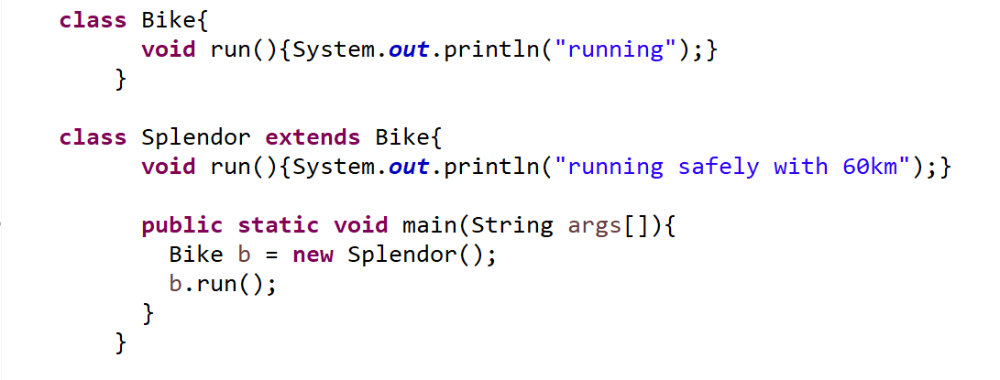 class Bike{
void run(){System.out.println("running");}
}
class Splendor extends Bike{
void run(){System.out.println("running safely with 60km");}
public static void main(String args[]){
Bike b = new Splendor();
b.run();
}
}